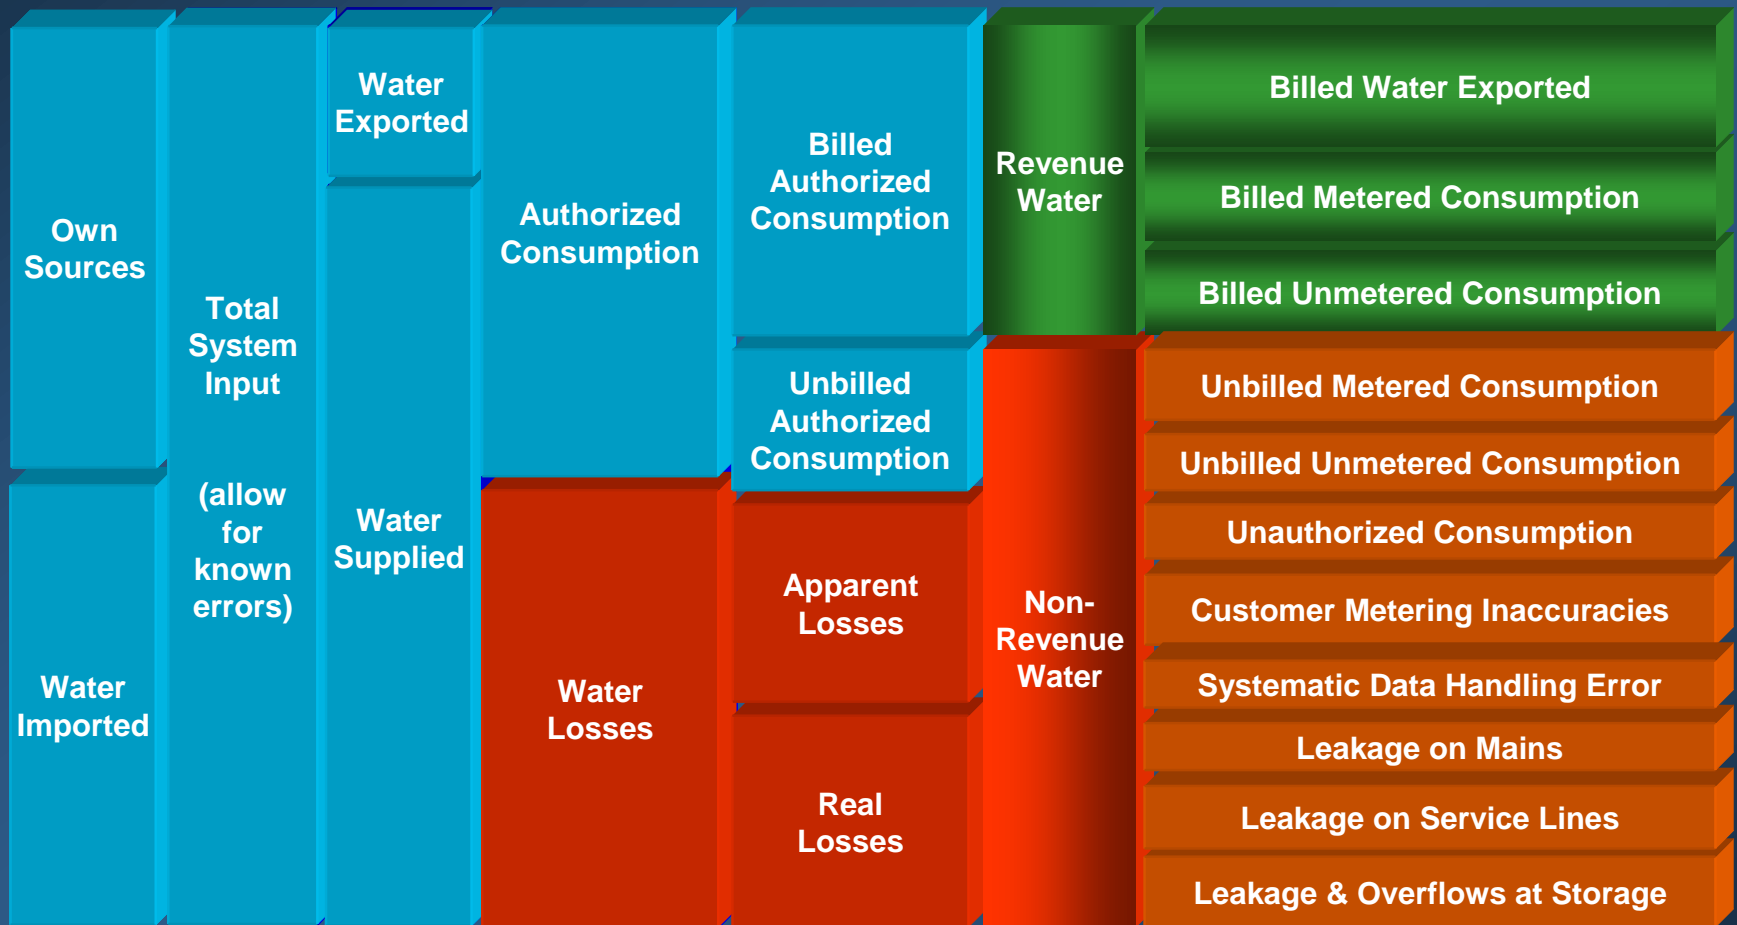 Own
Sources
Water
Imported
Total
System
Input
(allow
for
known
errors)
Water
Exported
Water
Supplied
Authorized
Consumption
Water
Losses
Billed
Authorized
Consumption
Unbilled
Authorized
Consumption
Apparent
Losses
Real
Losses
Revenue
Water
Non-
Revenue
Water
Billed Water Exported
Billed Metered Consumption
Billed Unmetered Consumption
Unbilled Metered Consumption
Unbilled Unmetered Consumption
Unauthorized Consumption
Customer Metering Inaccuracies
Systematic Data Handling Error
Leakage on Mains
Leakage on Service Lines
Leakage & Overflows at Storage